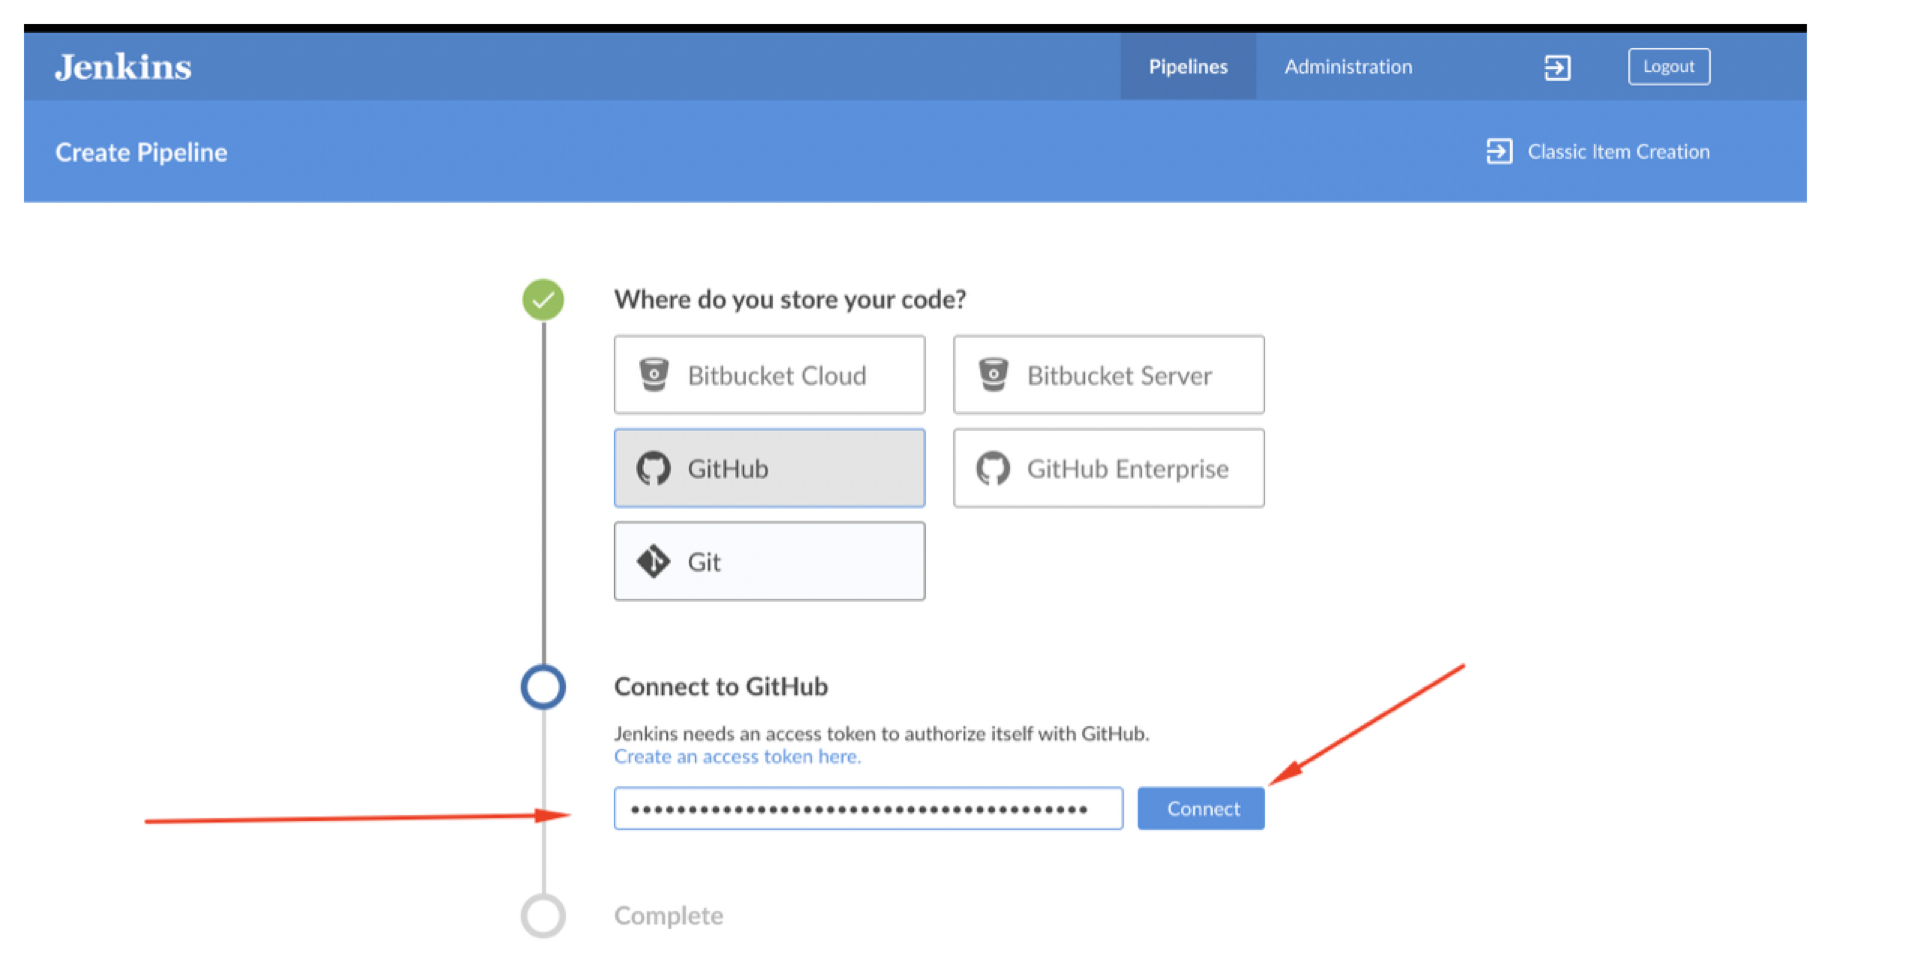 Jenkins
Pipelines
Administration
Logout
Create Pipeline
Classic Item Creation
Where do you store your code?
Bitbucket Cloud
Bitbucket Server
GitHub
GitHub Enterprise
Git
Connect to GitHub
Jenkins needs an access token to authorize itself with GitHub.
Create an access token here.
••••••••••••••••••••••••••••••••••••••••
Connect
Complete